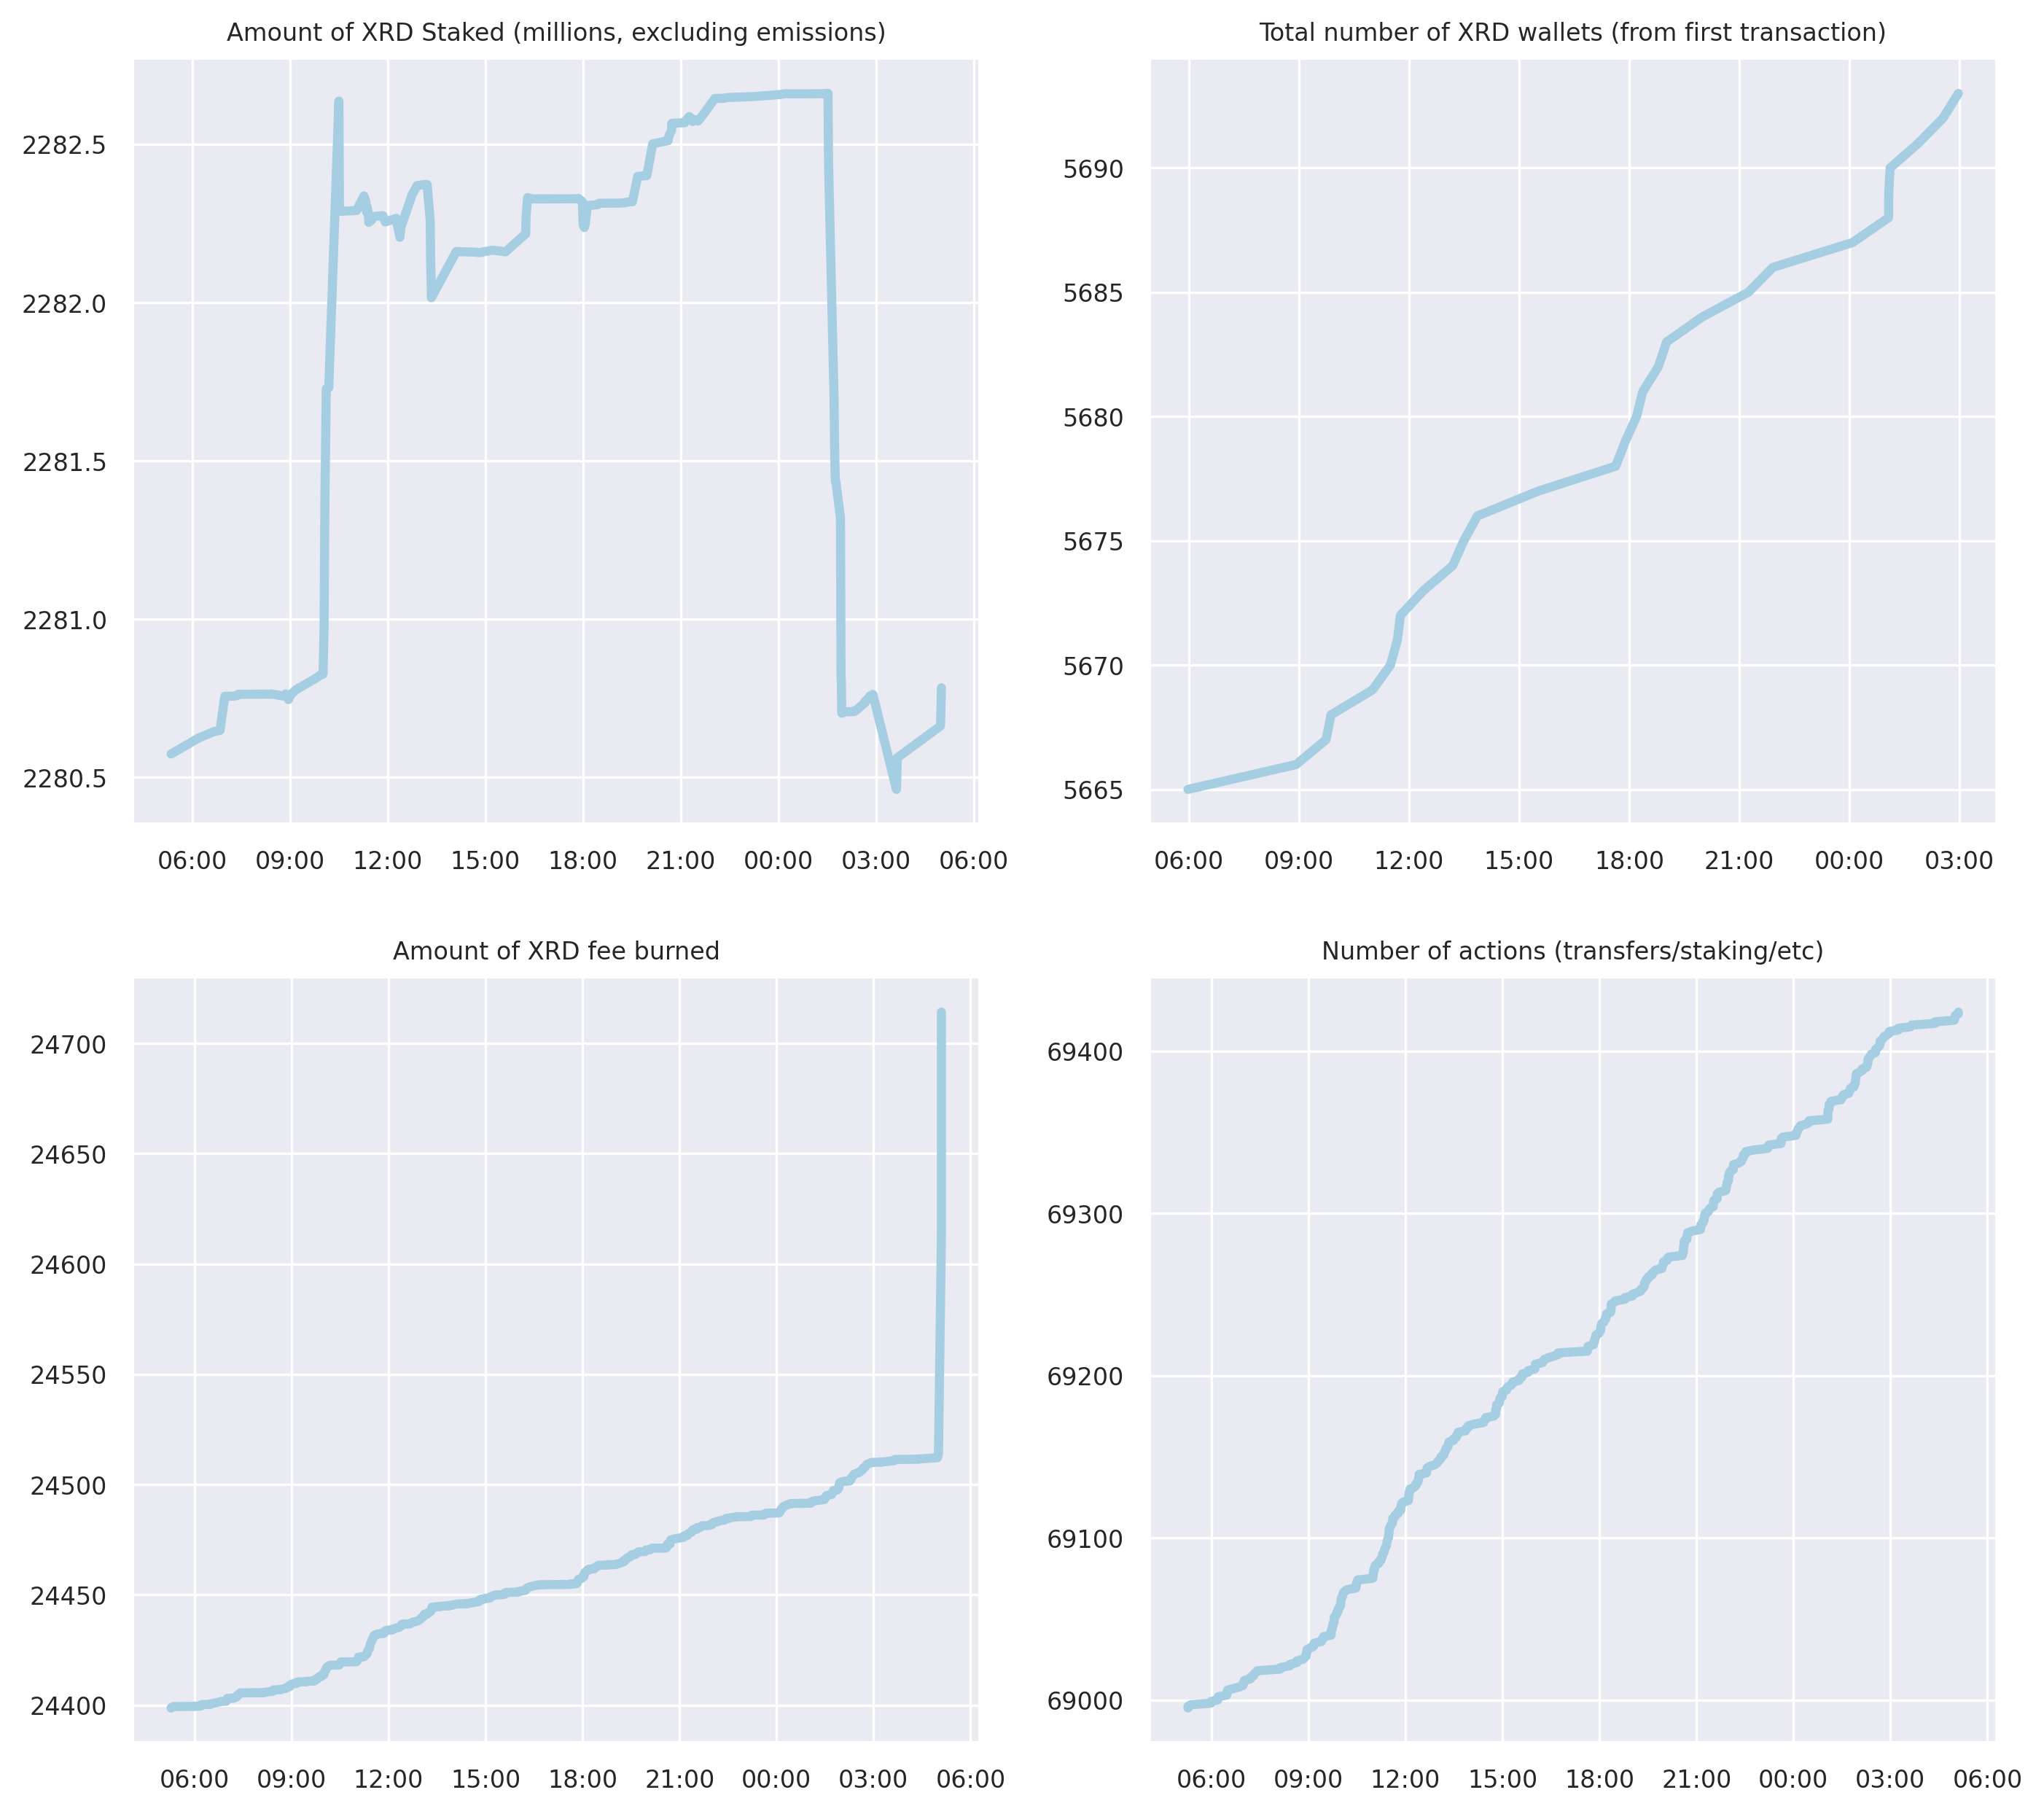 Amount of XRD Staked (millions, excluding emissions)
2282.5
2282.0
2281.5
2281.0
2280.5
06:00 09:00 12:00 15:00 18:00 21:00 00:00 03:00 06:00
Total number of XRD wallets (from first transaction)
5690
5685
5680
5675
5670
5665
06:00 09:00 12:00 15:00 18:00 21:00 00:00 03:00
Amount of XRD fee burned
24700
24650
24600
24550
24500
24450
24400
06:00 09:00 12:00 15:00 18:00 21:00 00:00 03:00 06:00
Number of actions (transfers/staking/etc)
69400
69300
69200
69100
69000
06:00 09:00 12:00 15:00 18:00 21:00 00:00 03:00 06:00